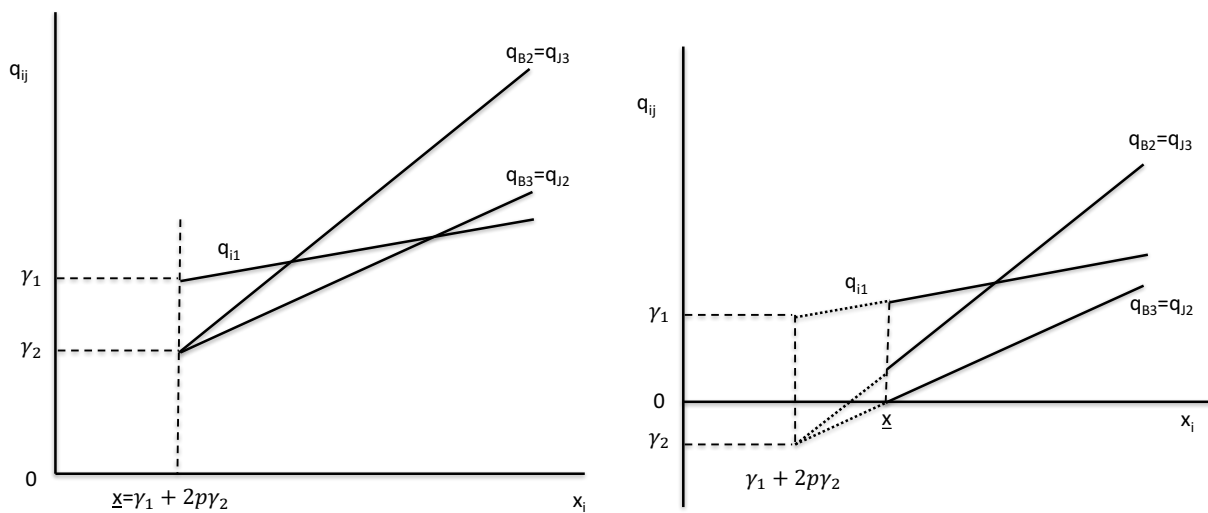 q_ij
q_B2=q_J3
q_B3=q_J2
q_i1
γ_1
γ_2
0
x̲=γ_1 + 2pγ_2
x_i
q_ij
q_B2=q_J3
q_i1
q_B3=q_J2
γ_1
0
x̲
x_i
γ_2
γ_1 + 2pγ_2